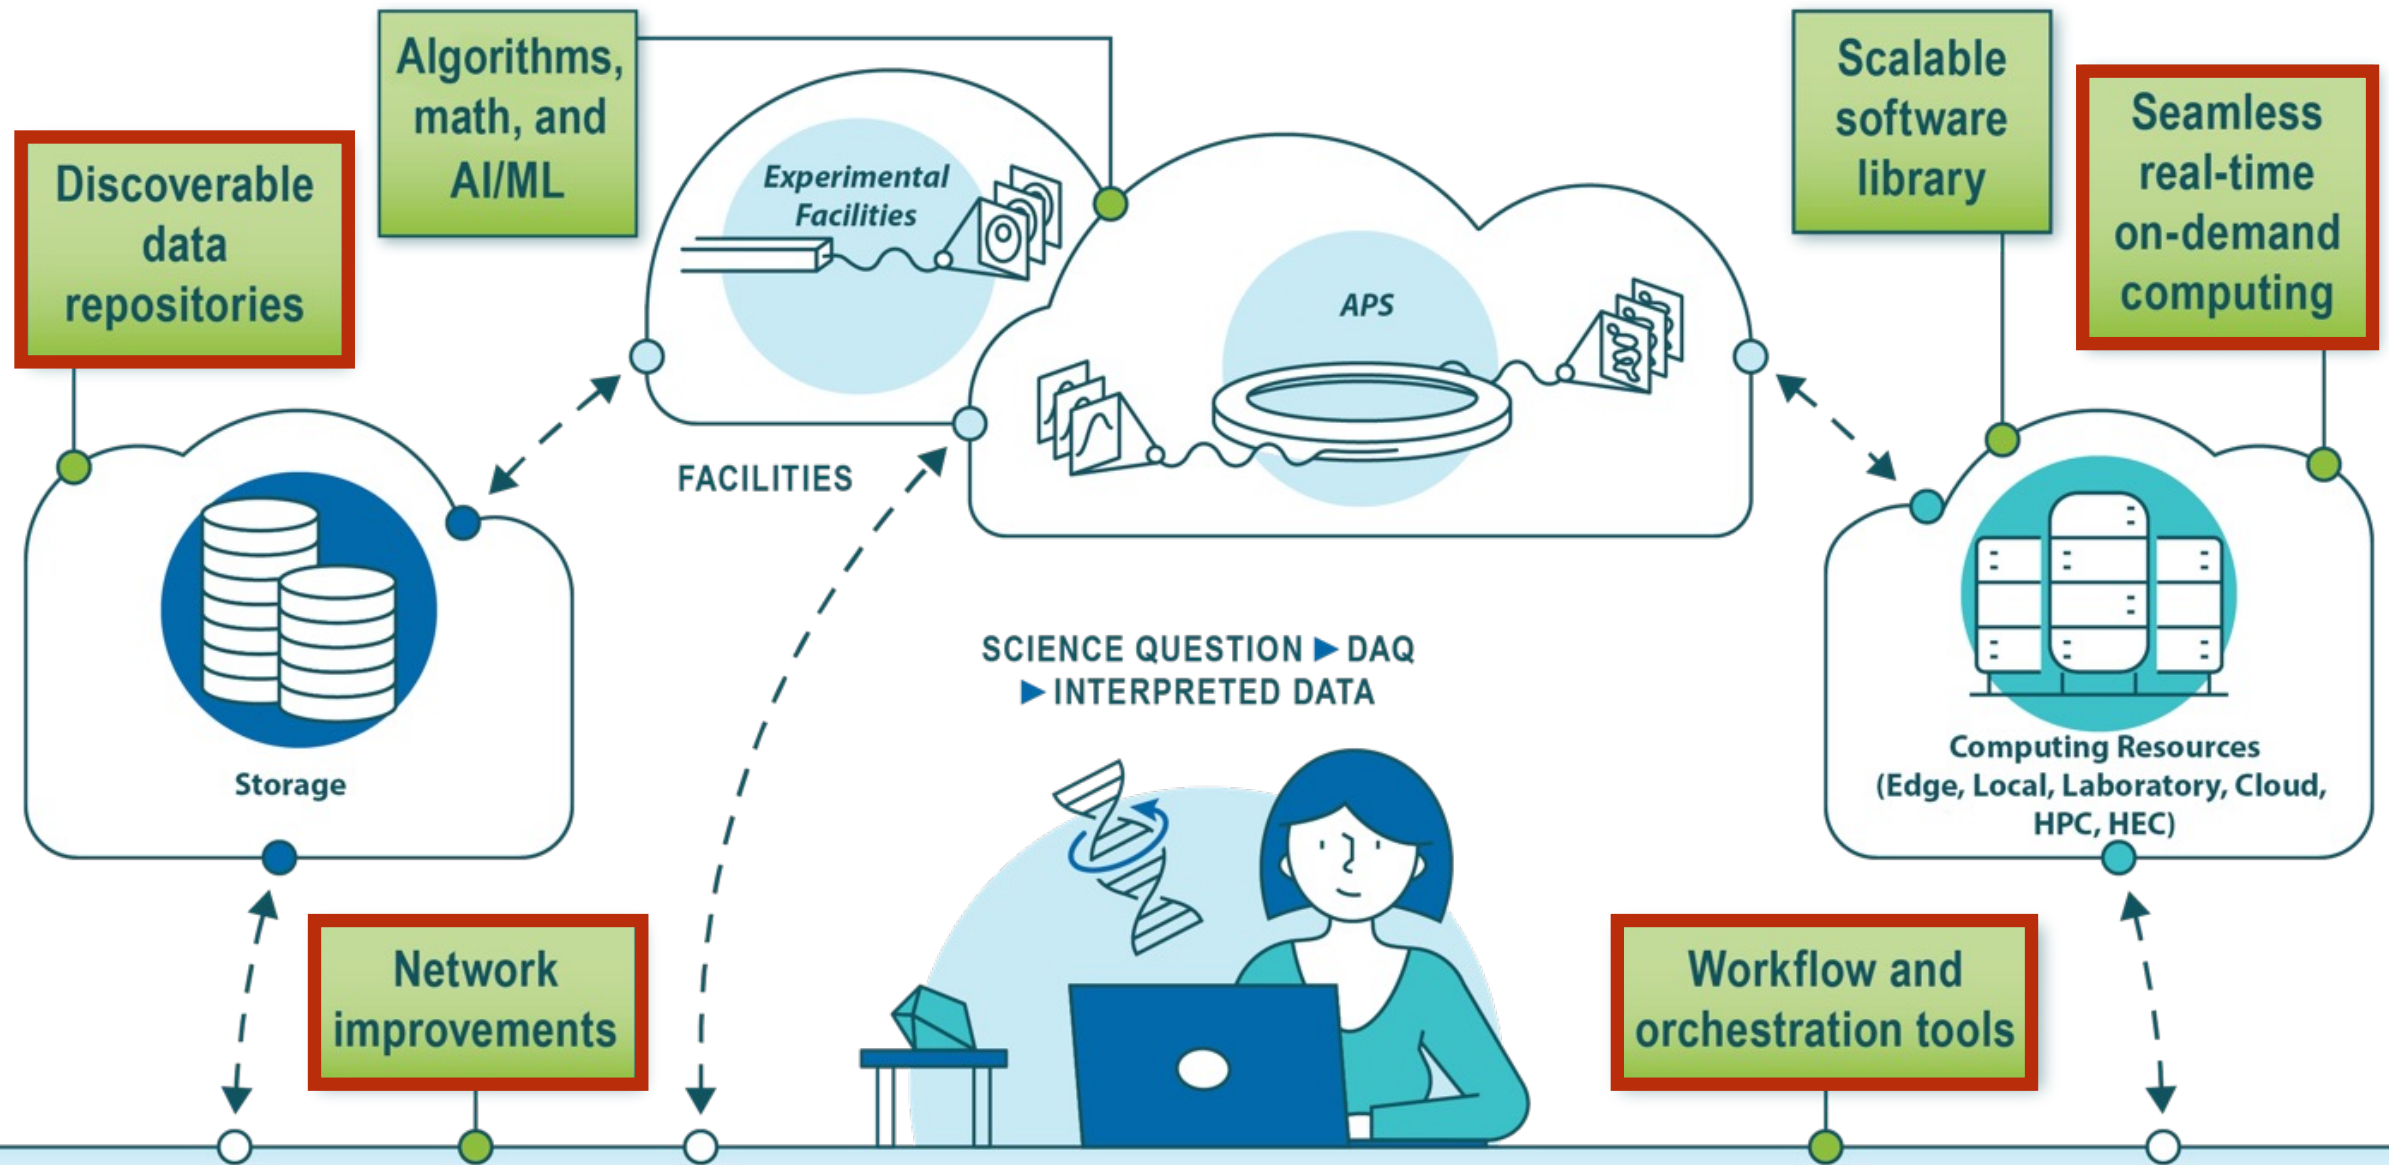 Discoverable
data
repositories
Algorithms,
math, and
AI/ML
Experimental
Facilities
APS
Scalable
software
library
Seamless
real-time
on-demand
computing
FACILITIES
SCIENCE QUESTION ▶ DAQ
▶ INTERPRETED DATA
Storage
Computing Resources
(Edge, Local, Laboratory, Cloud,
HPC, HEC)
Network
improvements
Workflow and
orchestration tools